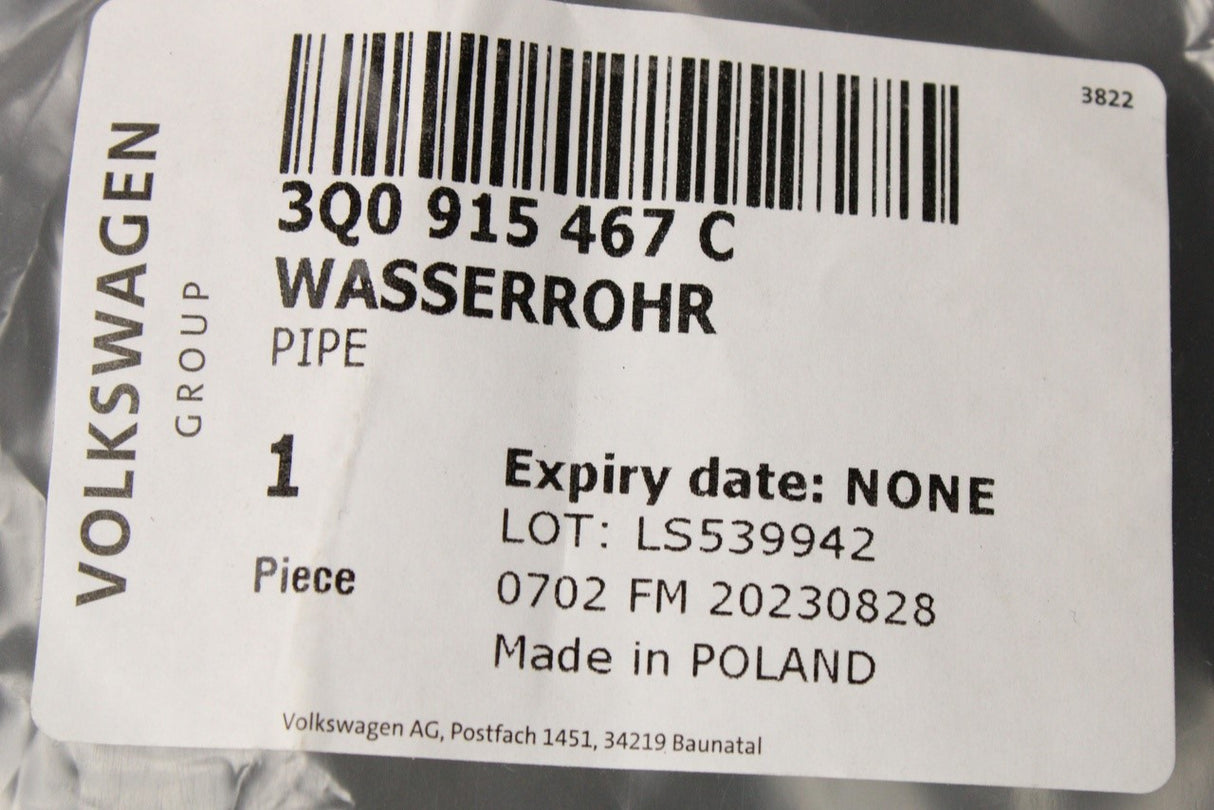 3822
3Q0 915 467 C
WASSERROHR
PIPE
VOLKSWAGEN
GROUP
1
Piece
Expiry date: NONE
LOT: LS539942
0702 FM 20230828
Made in POLAND
Volkswagen AG, Postfach 1451, 34219 Baunatal